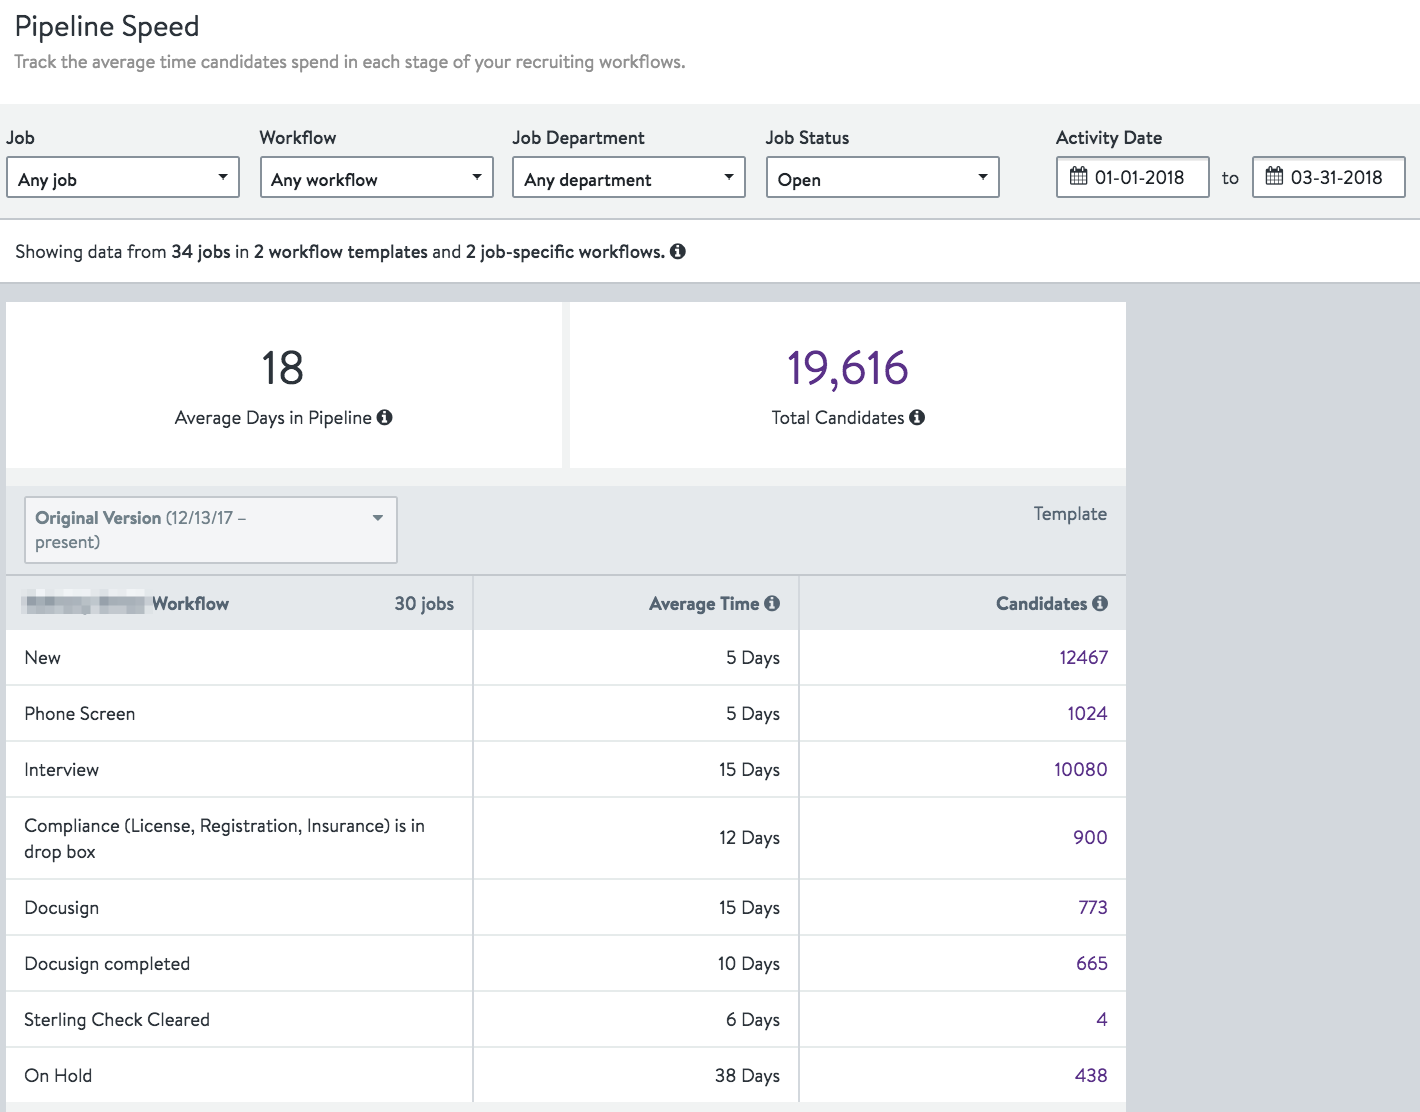 Pipeline Speed
Track the average time candidates spend in each stage of your recruiting workflows.
Job Workflow Job Department Job Status Activity Date
Any job Any workflow Any department Open 01-01-2018 to 03-31-2018
Showing data from 34 jobs in 2 workflow templates and 2 job-specific workflows.
18 19,616
Average Days in Pipeline Total Candidates
Original Version (12/13/17 – Template
present)
Workflow 30 jobs Average Time Candidates
New 5 Days 12467
Phone Screen 5 Days 1024
Interview 15 Days 10080
Compliance (License, Registration, Insurance) is in
drop box 12 Days 900
Docusign 15 Days 773
Docusign completed 10 Days 665
Sterling Check Cleared 6 Days 4
On Hold 38 Days 438